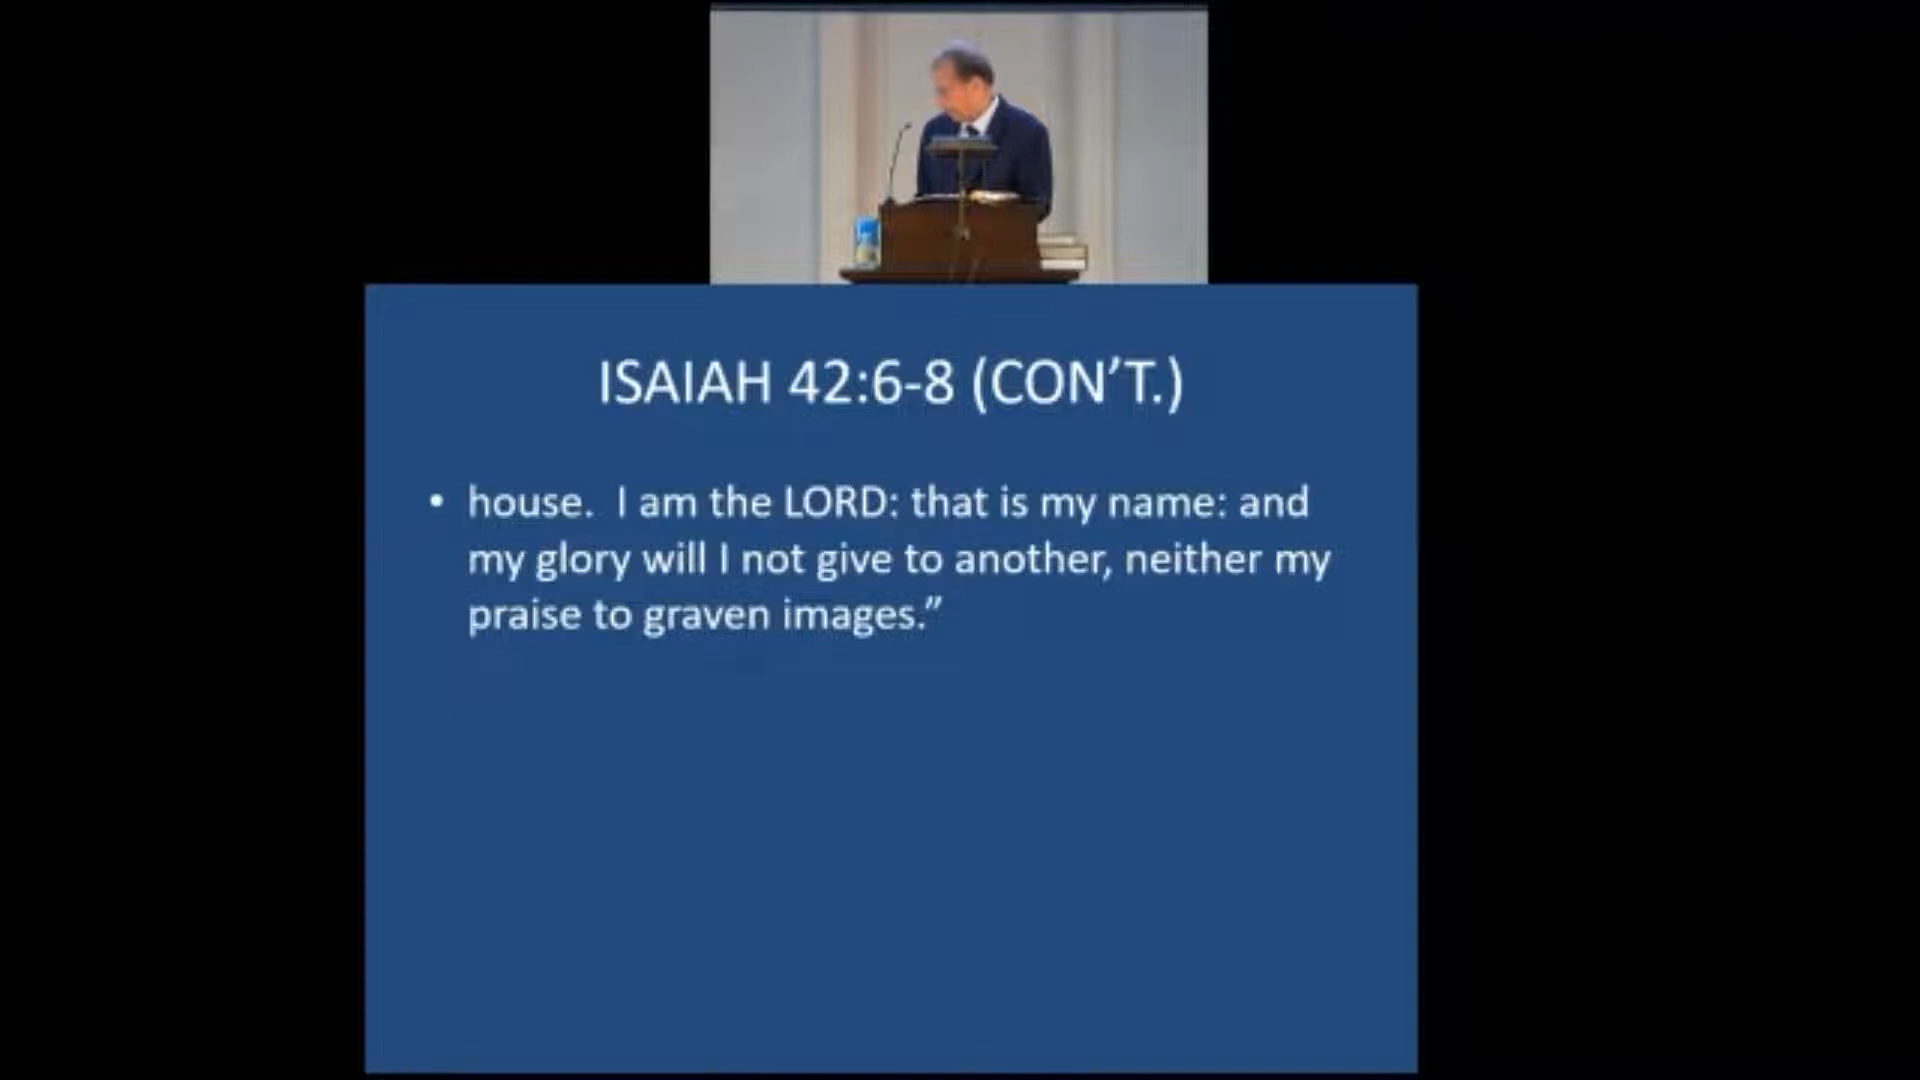 ISAIAH 42:6-8 (CON’T.)
• house.  I am the LORD: that is my name: and
my glory will I not give to another, neither my
praise to graven images.”